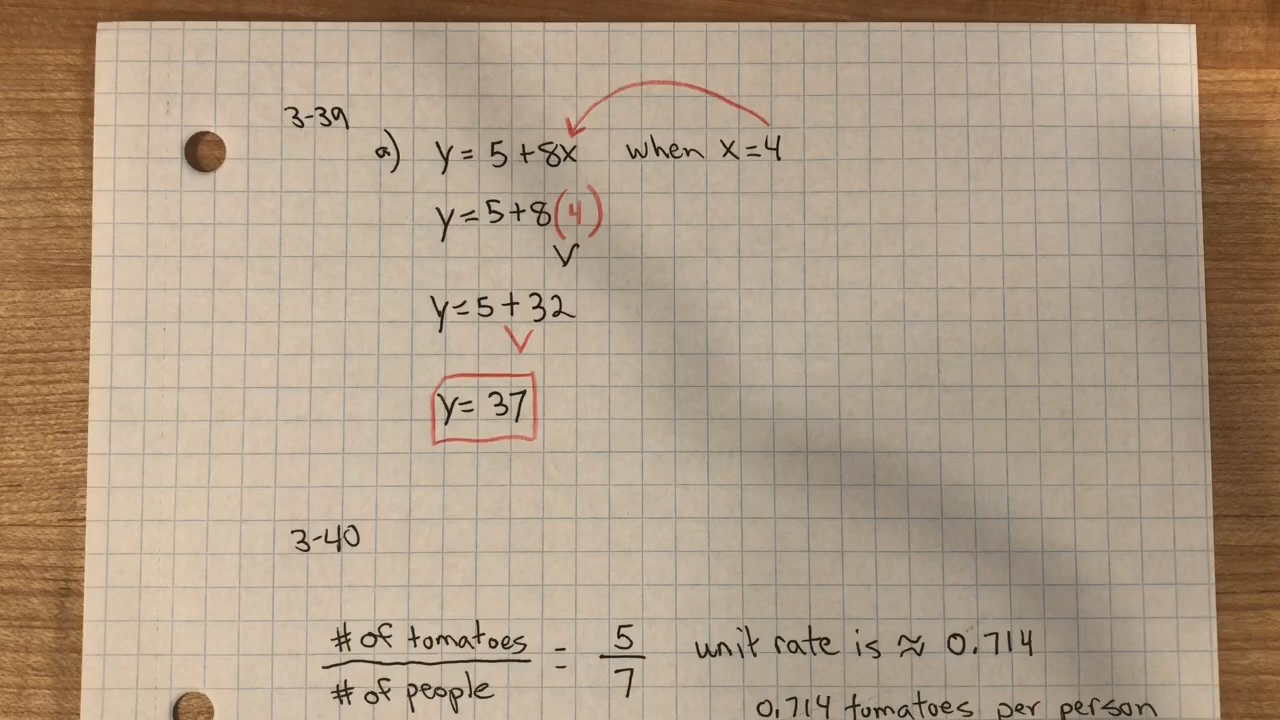 3-39
a) y = 5 + 8x when x = 4
y = 5 + 8(4)
y = 5 + 32
y = 37
3-40
# of tomatoes / # of people = 5/7 unit rate is ≈ 0.714
0.714 tomatoes per person